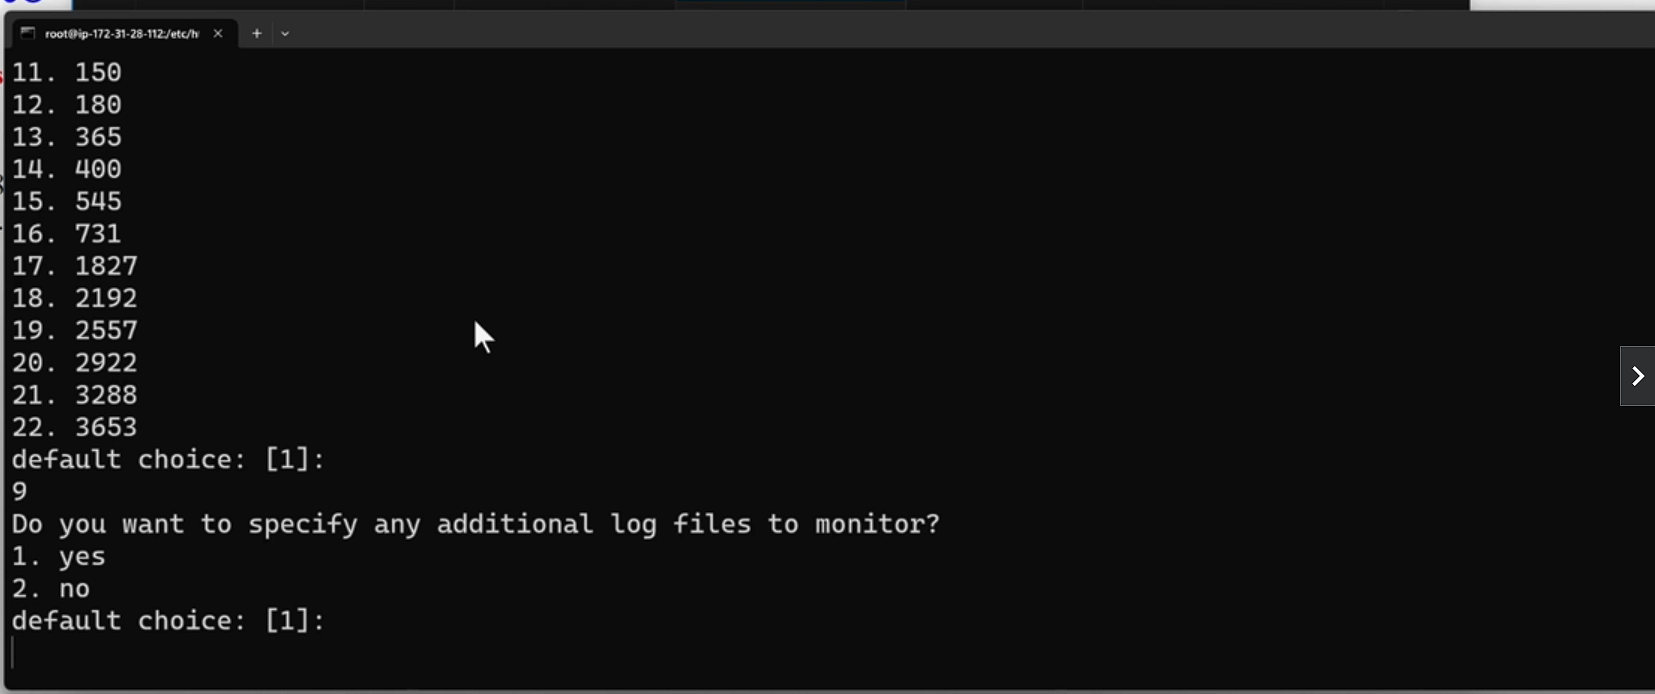 root@ip-172-31-28-112:/etc/h
11. 150
12. 180
13. 365
14. 400
15. 545
16. 731
17. 1827
18. 2192
19. 2557
20. 2922
21. 3288
22. 3653
default choice: [1]:
9
Do you want to specify any additional log files to monitor?
1. yes
2. no
default choice: [1]: